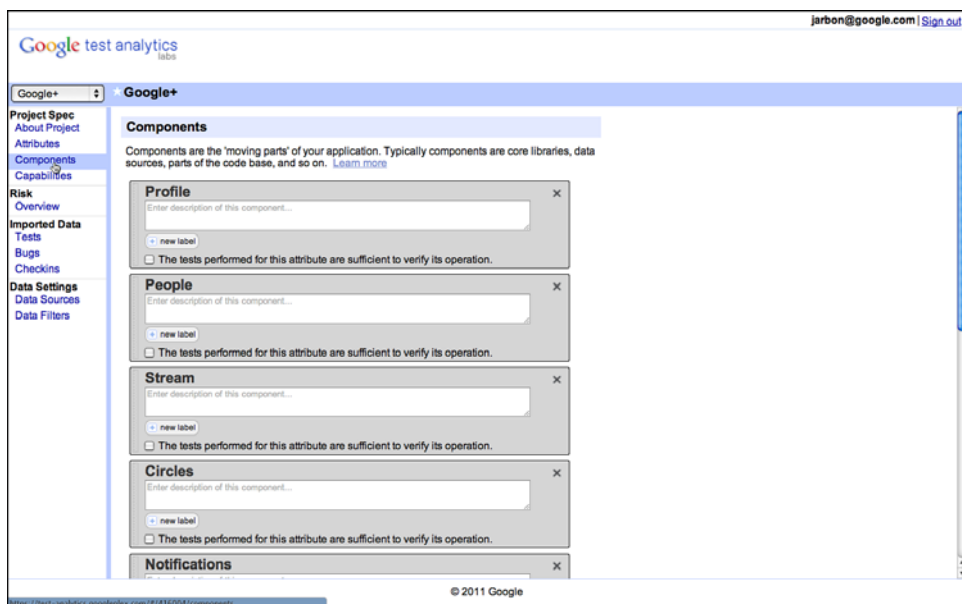 jarbon@google.com | Sign out
Google test analytics
labs
Google+
Google+
Project Spec
About Project
Attributes
Components
Capabilities
Risk
Overview
Imported Data
Tests
Bugs
Checkins
Data Settings
Data Sources
Data Filters
Components
Components are the 'moving parts' of your application. Typically components are core libraries, data
sources, parts of the code base, and so on. Learn more
Profile
Enter description of this component...
+ new label
The tests performed for this attribute are sufficient to verify its operation.
People
Enter description of this component...
+ new label
The tests performed for this attribute are sufficient to verify its operation.
Stream
Enter description of this component...
+ new label
The tests performed for this attribute are sufficient to verify its operation.
Circles
Enter description of this component...
+ new label
The tests performed for this attribute are sufficient to verify its operation.
Notifications
© 2011 Google